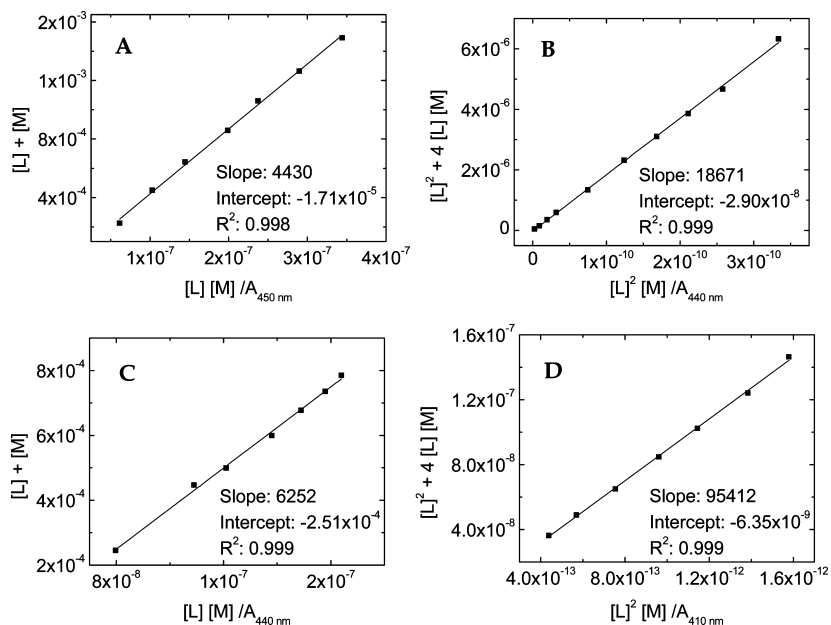 A
[L] + [M]
2x10⁻³
1x10⁻³
8x10⁻⁴
4x10⁻⁴
Slope: 4430
Intercept: -1.71x10⁻⁵
R²: 0.998
1x10⁻⁷ 2x10⁻⁷ 3x10⁻⁷ 4x10⁻⁷
[L] [M] /A₄₅₀ ₙₘ
B
[L]² + 4 [L] [M]
6x10⁻⁶
4x10⁻⁶
2x10⁻⁶
0
Slope: 18671
Intercept: -2.90x10⁻⁸
R²: 0.999
0 1x10⁻¹⁰ 2x10⁻¹⁰ 3x10⁻¹⁰
[L]² [M] /A₄₄₀ ₙₘ
C
[L] + [M]
8x10⁻⁴
6x10⁻⁴
4x10⁻⁴
2x10⁻⁴
Slope: 6252
Intercept: -2.51x10⁻⁴
R²: 0.999
8x10⁻⁸ 1x10⁻⁷ 2x10⁻⁷
[L] [M] /A₄₄₀ ₙₘ
D
[L]² + 4 [L] [M]
1.6x10⁻⁷
1.2x10⁻⁷
8.0x10⁻⁸
4.0x10⁻⁸
Slope: 95412
Intercept: -6.35x10⁻⁹
R²: 0.999
4.0x10⁻¹³ 8.0x10⁻¹³ 1.2x10⁻¹² 1.6x10⁻¹²
[L]² [M] /A₄₁₀ ₙₘ